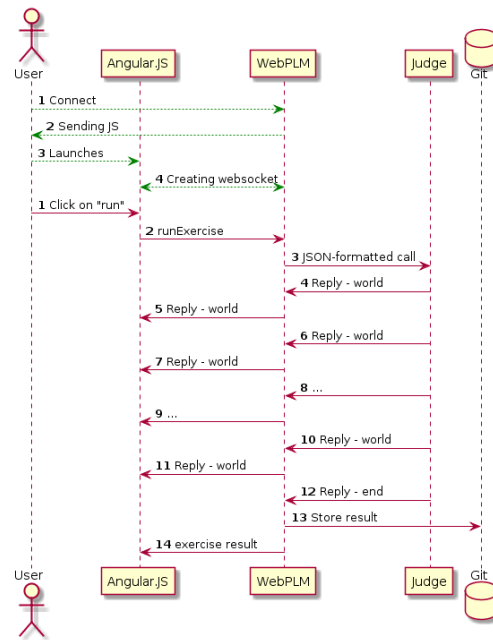 User
Angular.JS
WebPLM
Judge
Git
1 Connect
2 Sending JS
3 Launches
4 Creating websocket
1 Click on "run"
2 runExercise
3 JSON-formatted call
4 Reply - world
5 Reply - world
6 Reply - world
7 Reply - world
8 ...
9 ...
10 Reply - world
11 Reply - world
12 Reply - end
13 Store result
14 exercise result
User
Angular.JS
WebPLM
Judge
Git